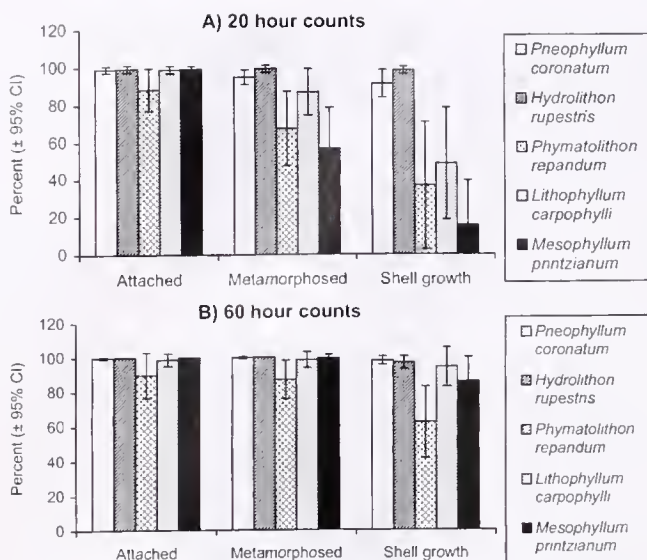 A) 20 hour counts
Percent (± 95% CI)
120
100
80
60
40
20
0
Attached
Metamorphosed
Shell growth
Pneophyllum
coronatum
Hydrolithon
rupestris
Phymatolithon
repandum
Lithophyllum
carpophylli
Mesophyllum
printzianum
B) 60 hour counts
Percent (± 95% CI)
120
100
80
60
40
20
0
Attached
Metamorphosed
Shell growth
Pneophyllum
coronatum
Hydrolithon
rupestris
Phymatolithon
repandum
Lithophyllum
carpophylli
Mesophyllum
printzianum